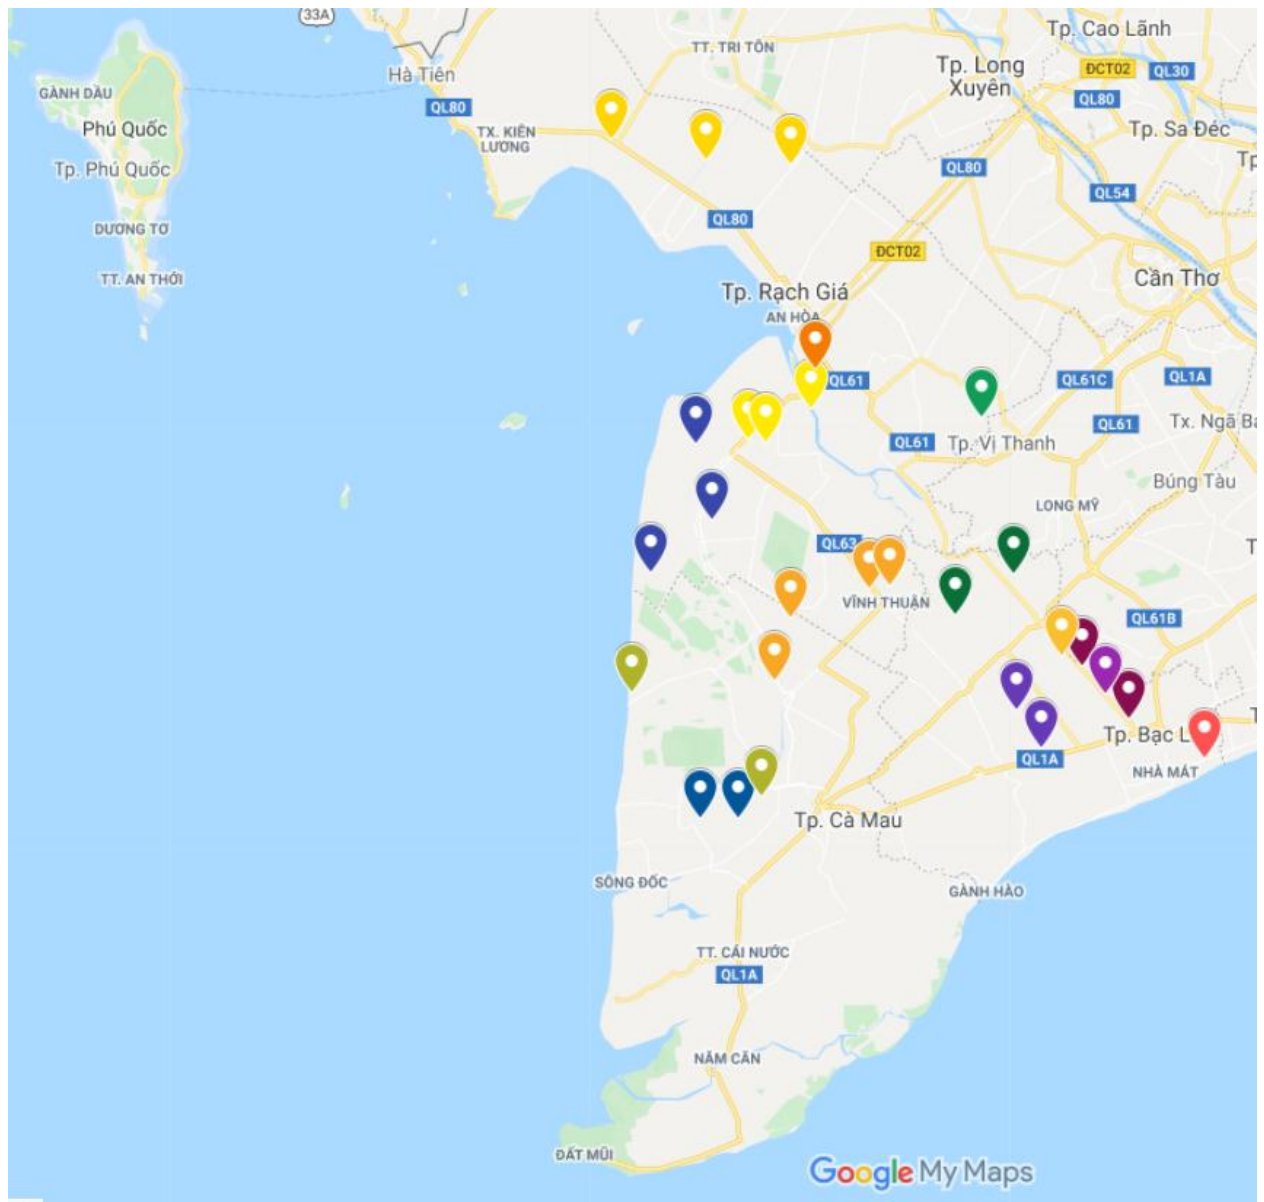 33A
Tp. Cao Lãnh
TT. TRI TÔN
Tp. Long
Xuyên
ĐCT02
QL30
Hà Tiên
GÀNH DẦU
QL80
QL80
Phú Quốc
TX. KIÊN
LƯƠNG
Tp. Sa Đéc
Tp
Tp. Phú Quốc
QL80
QL54
DƯƠNG TƠ
QL80
ĐCT02
TT. AN THỚI
Cần Thơ
Tp. Rạch Giá
AN HÒA
QL61
QL61C
QL1A
QL61
Tx. Ngã Bả
QL61
Tp. Vị Thanh
Búng Tàu
LONG MỸ
QL63
T
VĨNH THUẬN
QL61B
T
Tp. Bạc L
QL1A
NHÀ MÁT
Tp. Cà Mau
SÔNG ĐỐC
GÀNH HÀO
TT. CÁI NƯỚC
QL1A
NĂM CĂN
ĐẤT MŨI
Google My Maps